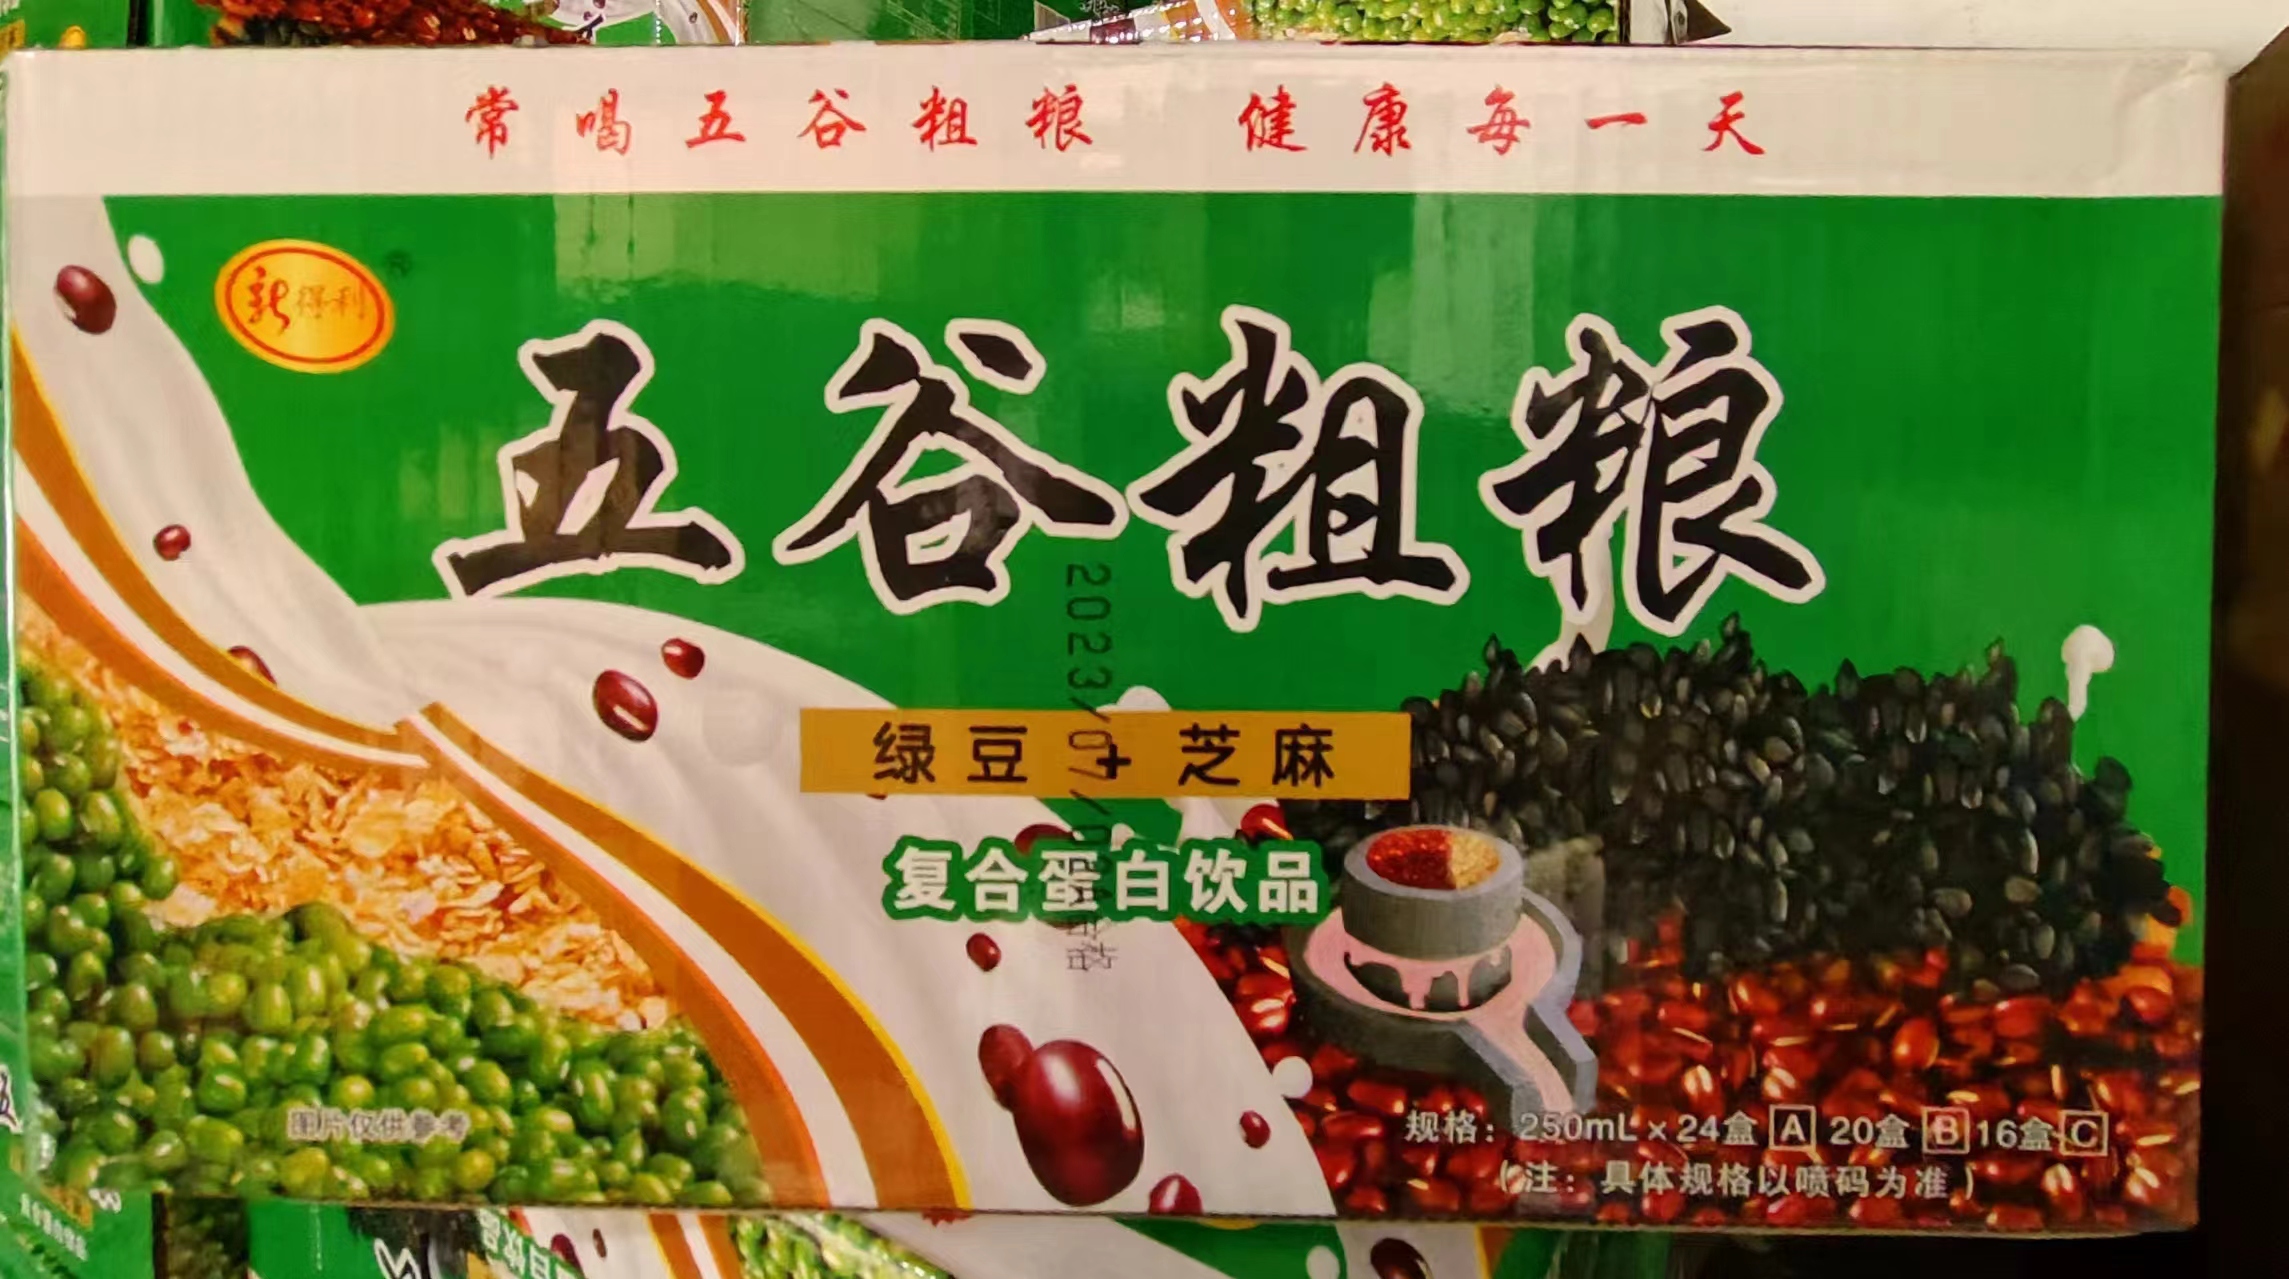 常喝五谷粗粮 健康每一天
新得利
五谷粗粮
绿豆+芝麻
复合蛋白饮品
图片仅供参考
规格：250mL×24盒 A 20盒 B 16盒 C
（注：具体规格以喷码为准）